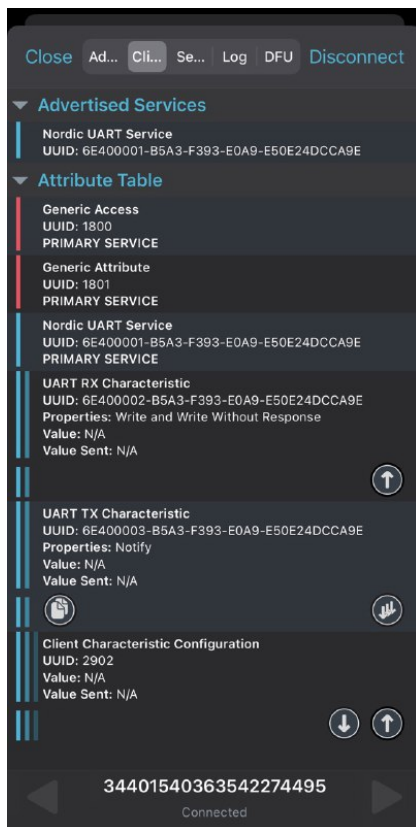 Close Ad... Cli... Se... Log DFU Disconnect
Advertised Services
Nordic UART Service
UUID: 6E400001-B5A3-F393-E0A9-E50E24DCCA9E
Attribute Table
Generic Access
UUID: 1800
PRIMARY SERVICE
Generic Attribute
UUID: 1801
PRIMARY SERVICE
Nordic UART Service
UUID: 6E400001-B5A3-F393-E0A9-E50E24DCCA9E
PRIMARY SERVICE
UART RX Characteristic
UUID: 6E400002-B5A3-F393-E0A9-E50E24DCCA9E
Properties: Write and Write Without Response
Value: N/A
Value Sent: N/A
UART TX Characteristic
UUID: 6E400003-B5A3-F393-E0A9-E50E24DCCA9E
Properties: Notify
Value: N/A
Value Sent: N/A
Client Characteristic Configuration
UUID: 2902
Value: N/A
Value Sent: N/A
34401540363542274495
Connected